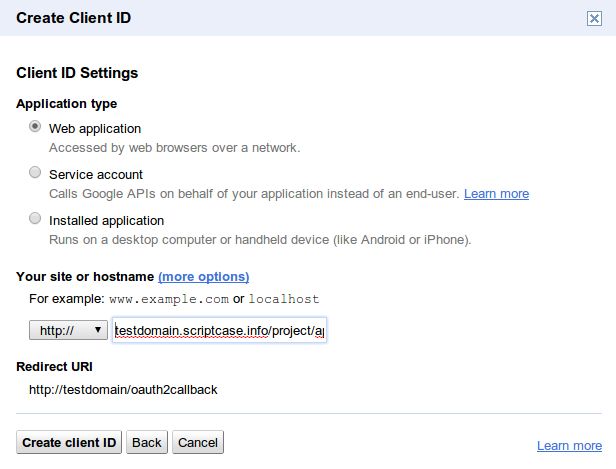 Create Client ID
Client ID Settings
Application type
Web application
Accessed by web browsers over a network.
Service account
Calls Google APIs on behalf of your application instead of an end-user. Learn more
Installed application
Runs on a desktop computer or handheld device (like Android or iPhone).
Your site or hostname (more options)
For example: www.example.com or localhost
http:// testdomain.scriptcase.info/project/ap
Redirect URI
http://testdomain/oauth2callback
Create client ID Back Cancel Learn more